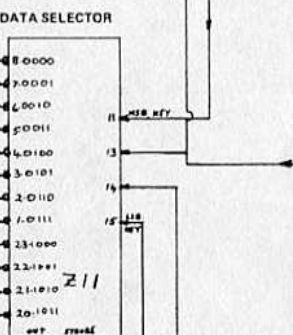 DATA SELECTOR
8-0000
7-0001
6-0010
5-0011
4-0100
3-0101
2-0110
1-0111
23-1000
22-1001
21-1010
20-1011
Z11
11
MSB KEY
13
14
15
LSB
KEY
OUT STROBE